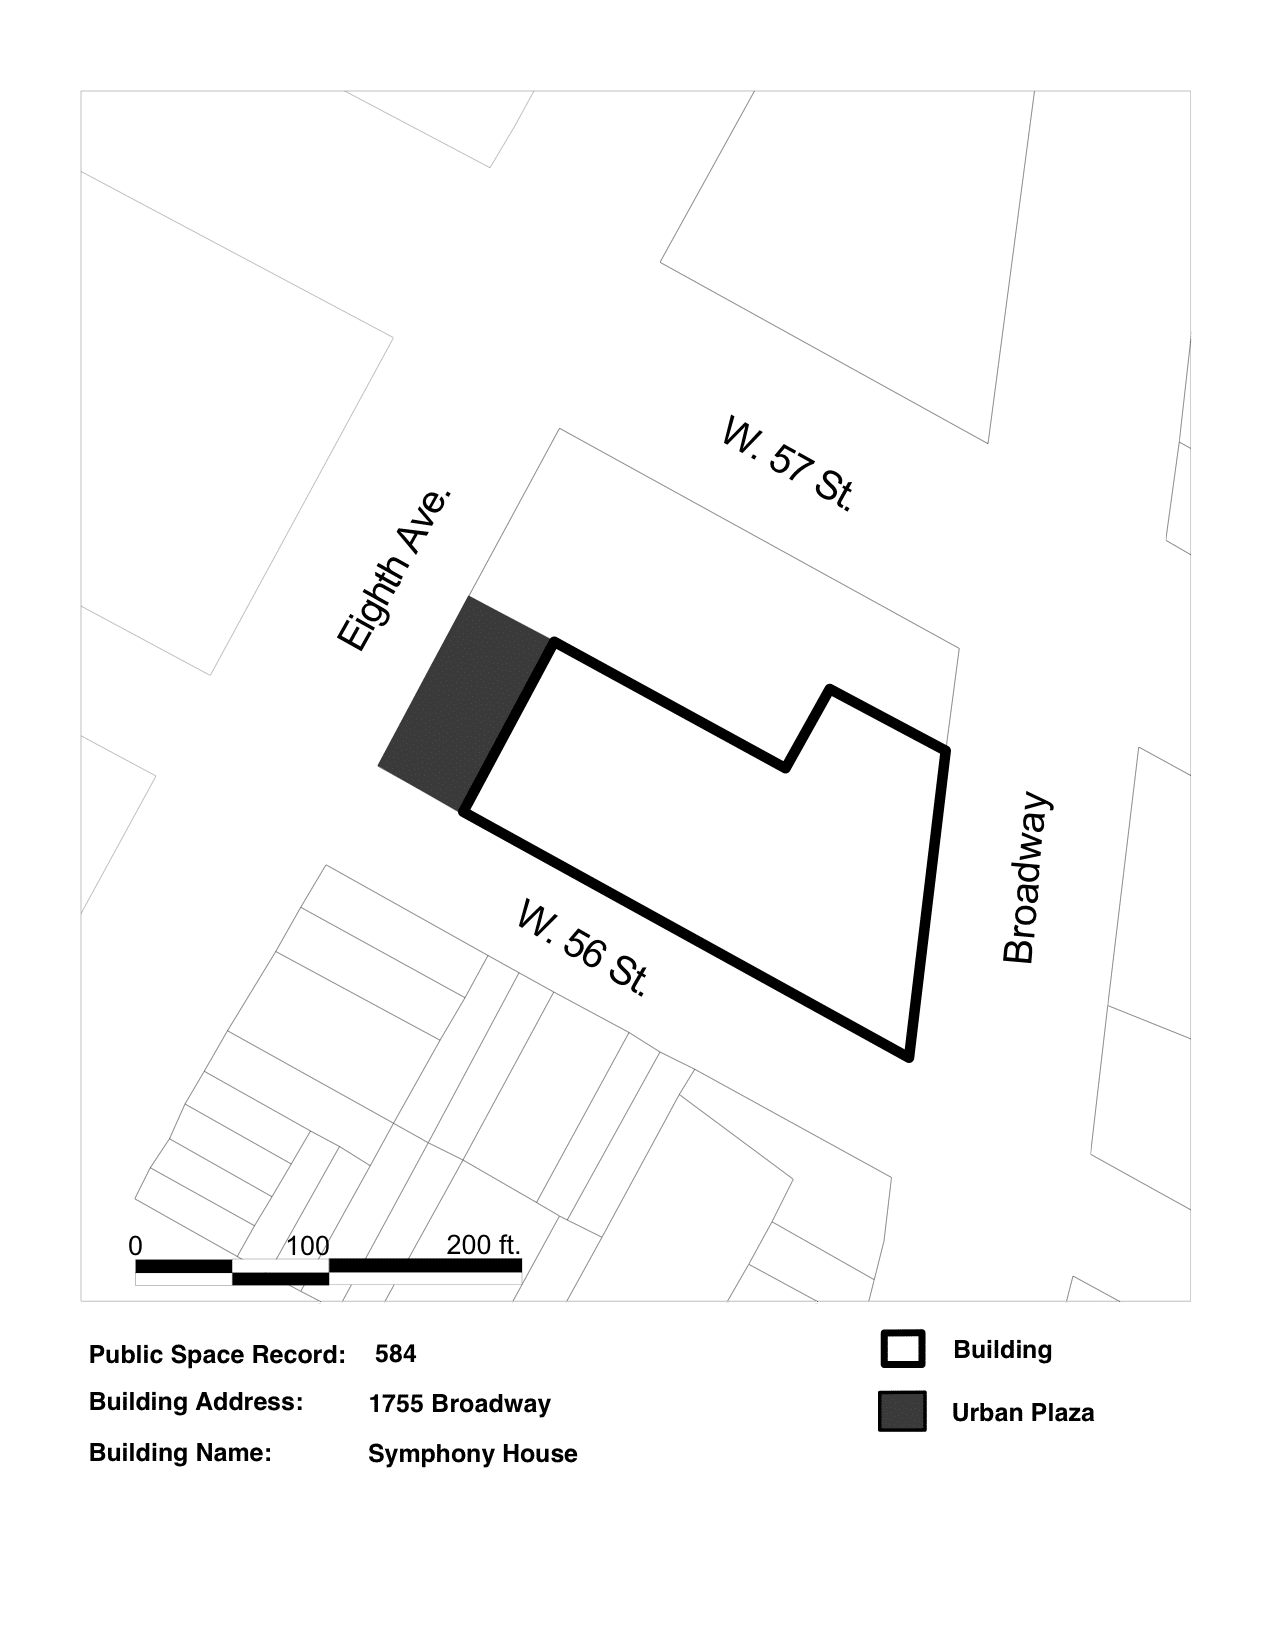 W. 57 St.
Eighth Ave.
Broadway
W. 56 St.
0 100 200 ft.
Public Space Record: 584
Building Address: 1755 Broadway
Building Name: Symphony House
Building
Urban Plaza